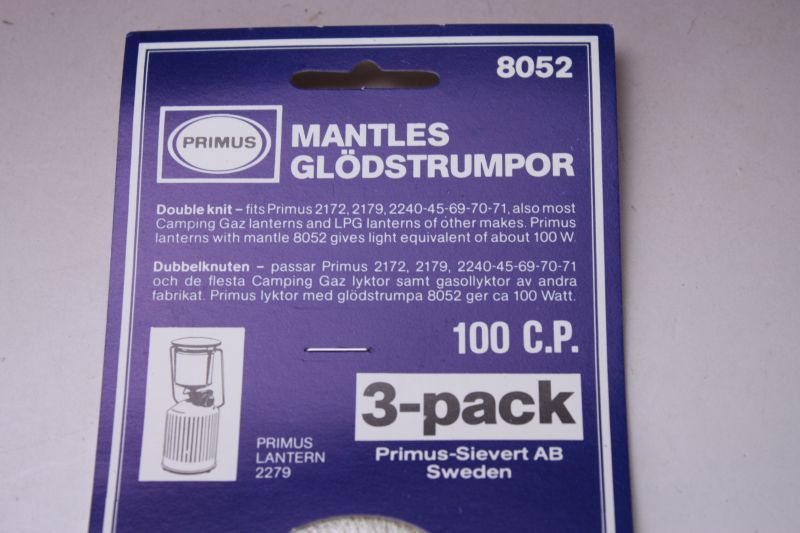 8052
PRIMUS
MANTLES
GLÖDSTRUMPOR
Double knit – fits Primus 2172, 2179, 2240-45-69-70-71, also most
Camping Gaz lanterns and LPG lanterns of other makes. Primus
lanterns with mantle 8052 gives light equivalent of about 100 W.
Dubbelknuten – passar Primus 2172, 2179, 2240-45-69-70-71
och de flesta Camping Gaz lyktor samt gasollyktor av andra
fabrikat. Primus lyktor med glödstrumpa 8052 ger ca 100 Watt.
100 C.P.
3-pack
Primus-Sievert AB
Sweden
PRIMUS
LANTERN
2279